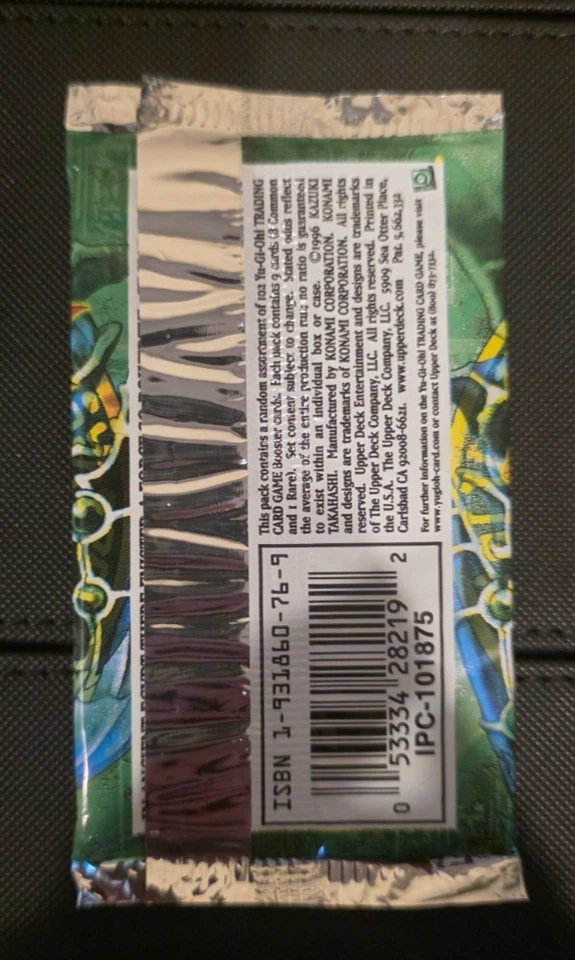 This pack contains a random assortment of 102 Yu-Gi-Oh! TRADING
CARD GAME Booster cards. Each pack contains 9 cards (8 Common
and 1 Rare). Set content subject to change. Stated odds reflect
the average of the entire production run; no ratio is guaranteed
to exist within an individual box or case. ©1996 KAZUKI
TAKAHASHI. Manufactured by KONAMI CORPORATION. KONAMI
and designs are trademarks of KONAMI CORPORATION. All rights
reserved. Upper Deck Entertainment and designs are trademarks
of The Upper Deck Company, LLC. All rights reserved. Printed in
the U.S.A. The Upper Deck Company, LLC. 5909 Sea Otter Place,
Carlsbad CA 92008-6621. www.upperdeck.com Pat. 5,662,332
For further information on the Yu-Gi-Oh! TRADING CARD GAME, please visit
www.yugioh-card.com or contact Upper Deck at (800) 873-7332.
ISBN 1-931860-76-9
0 53334 28219 2
IPC-101875